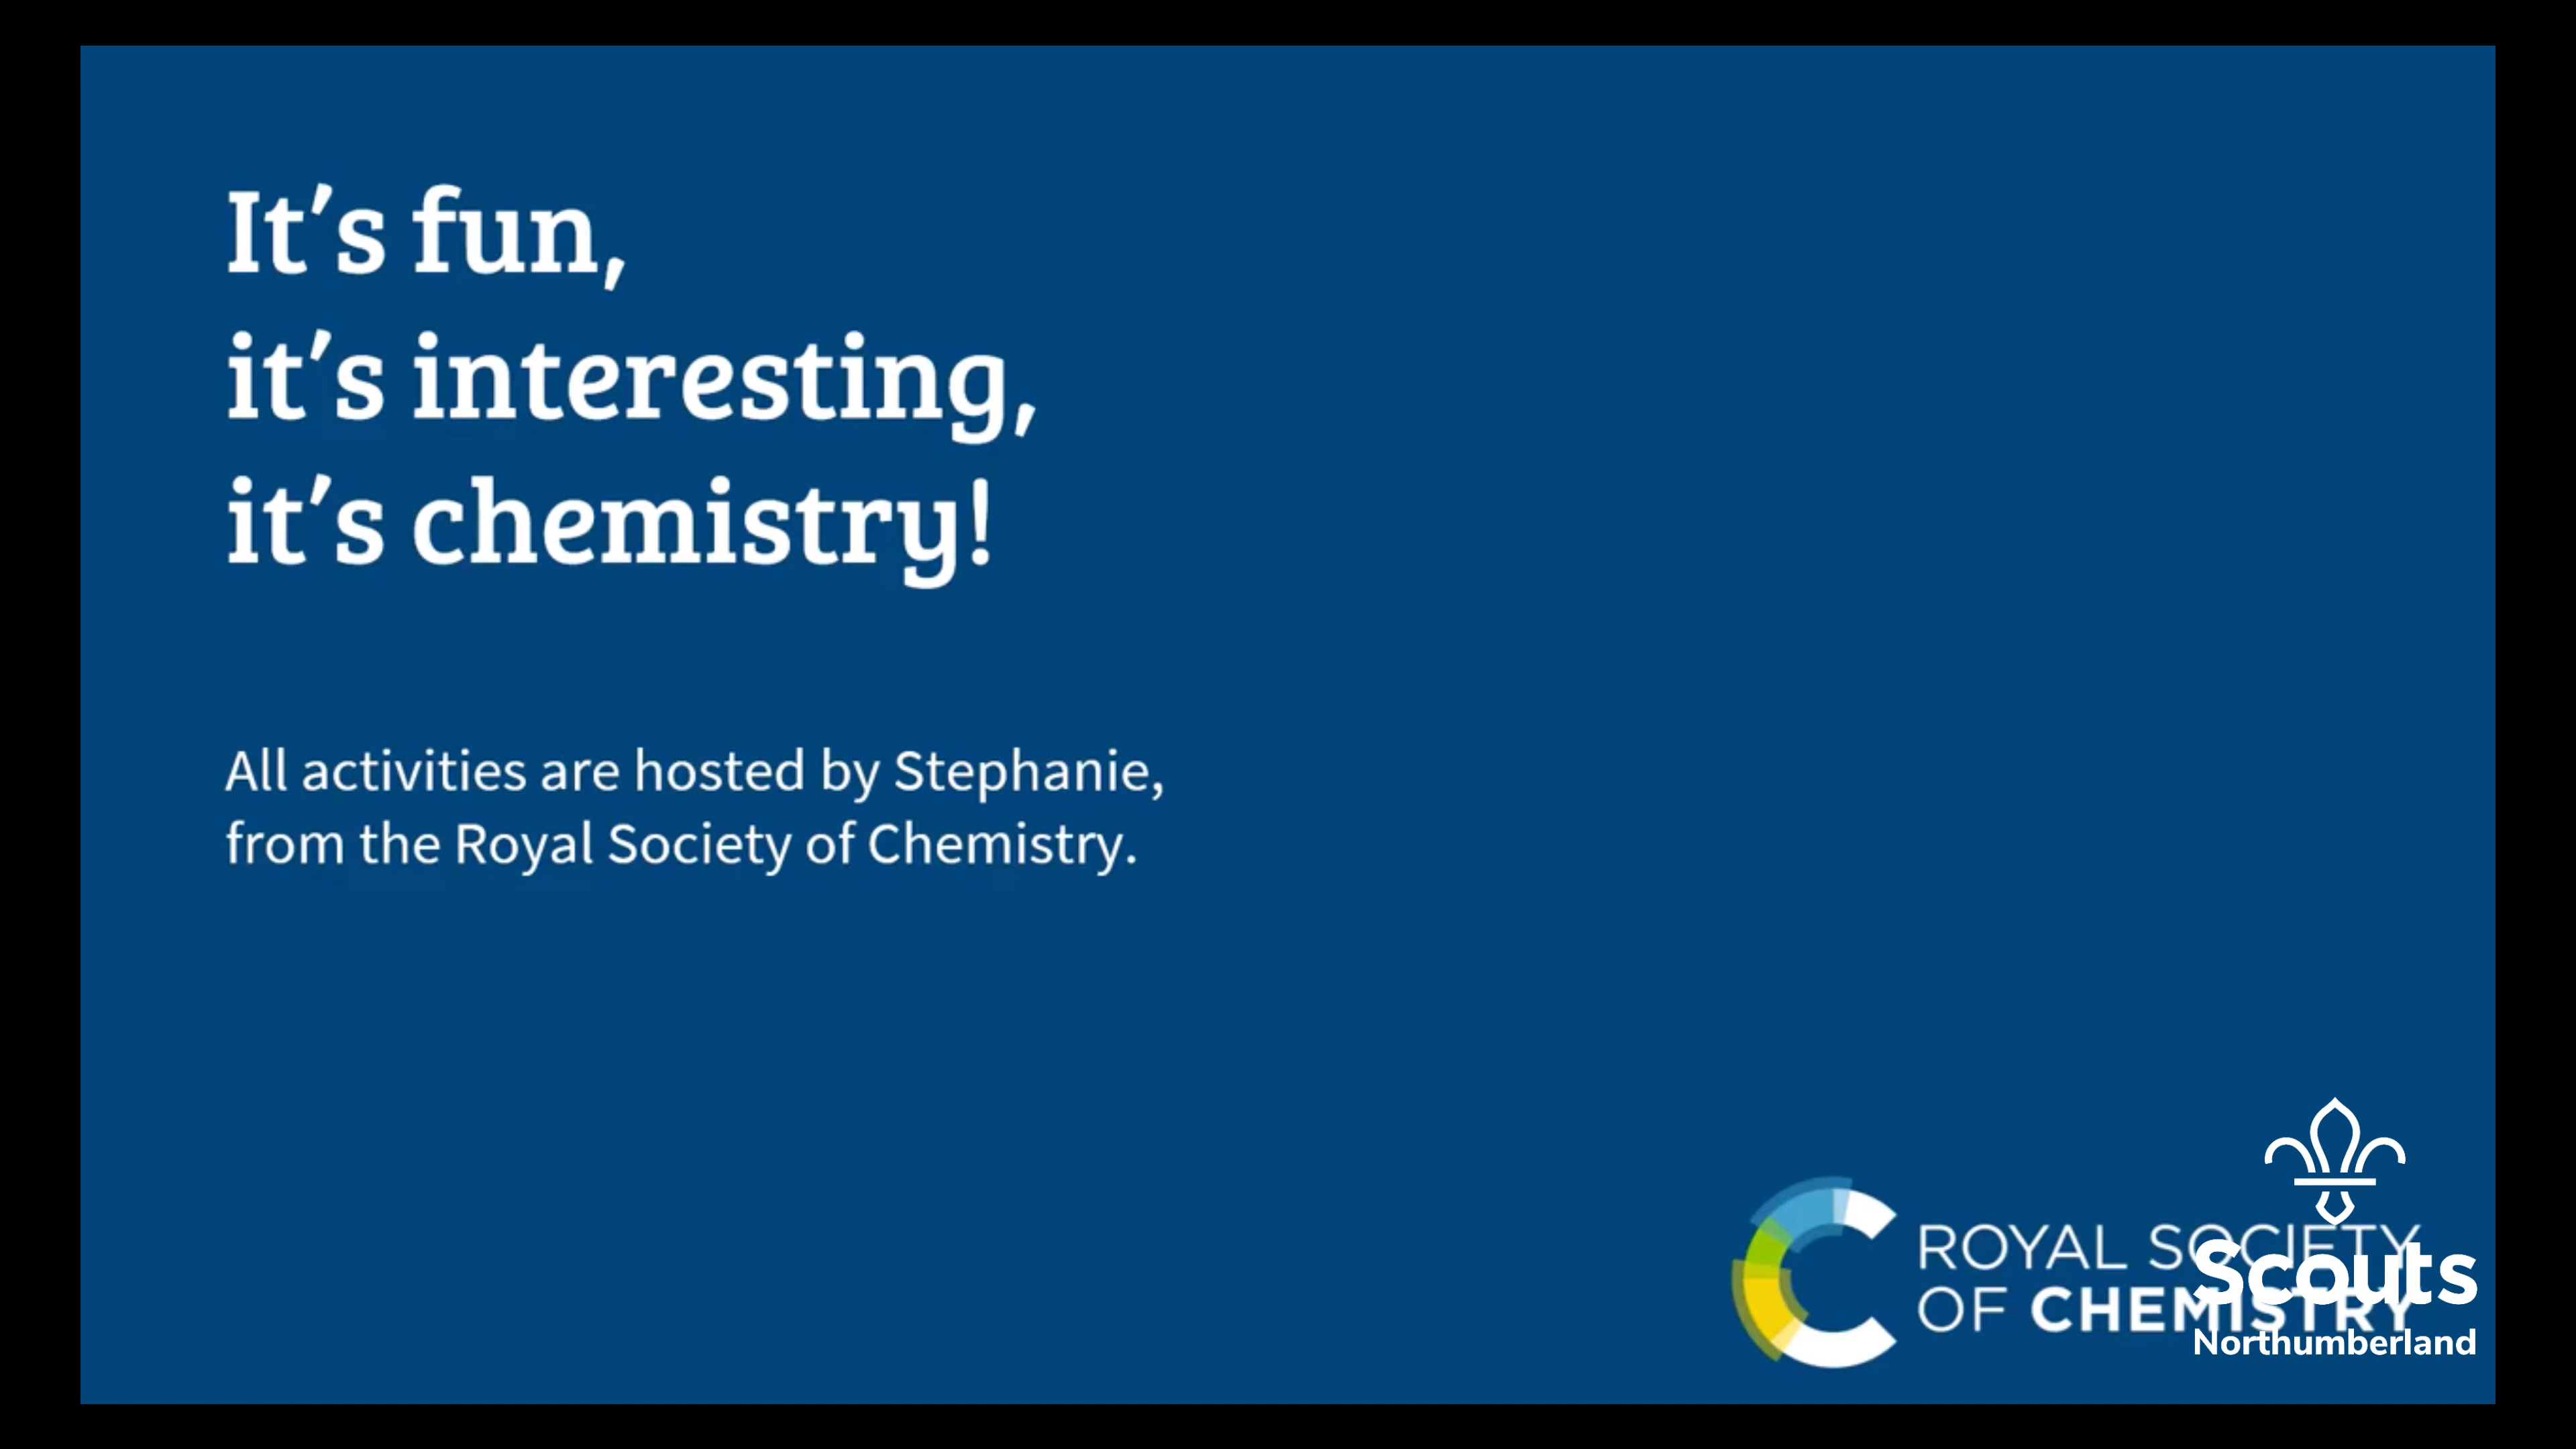 It's fun,
it's interesting,
it's chemistry!
All activities are hosted by Stephanie,
from the Royal Society of Chemistry.
ROYAL SOCIETY
OF CHEMISTRY
Scouts
Northumberland